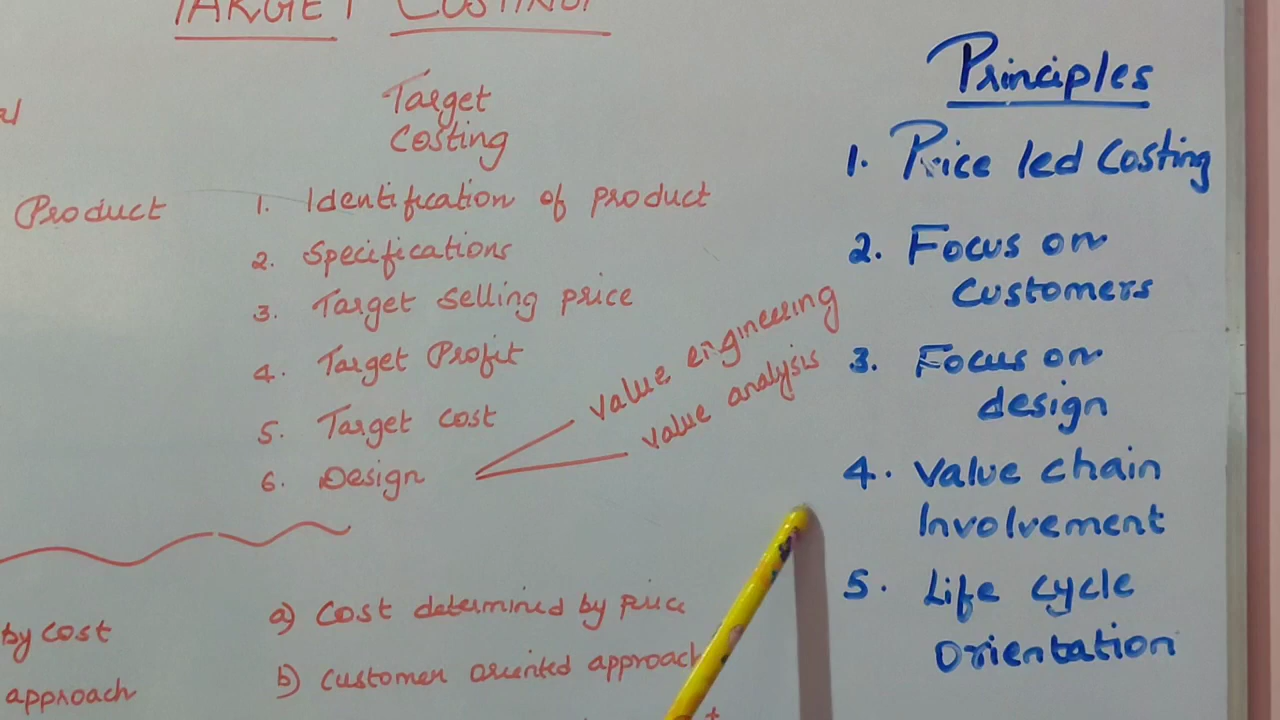 TARGET COSTING
Target
Costing
Product
1. Identification of product
2. Specifications
3. Target Selling price
4. Target Profit
5. Target cost
6. Design
value engineering
value analysis
by cost
approach
a) Cost determined by price
b) customer oriented approach
Principles
1. Price led Costing
2. Focus on
Customers
3. Focus on
design
4. Value chain
Involvement
5. Life cycle
Orientation